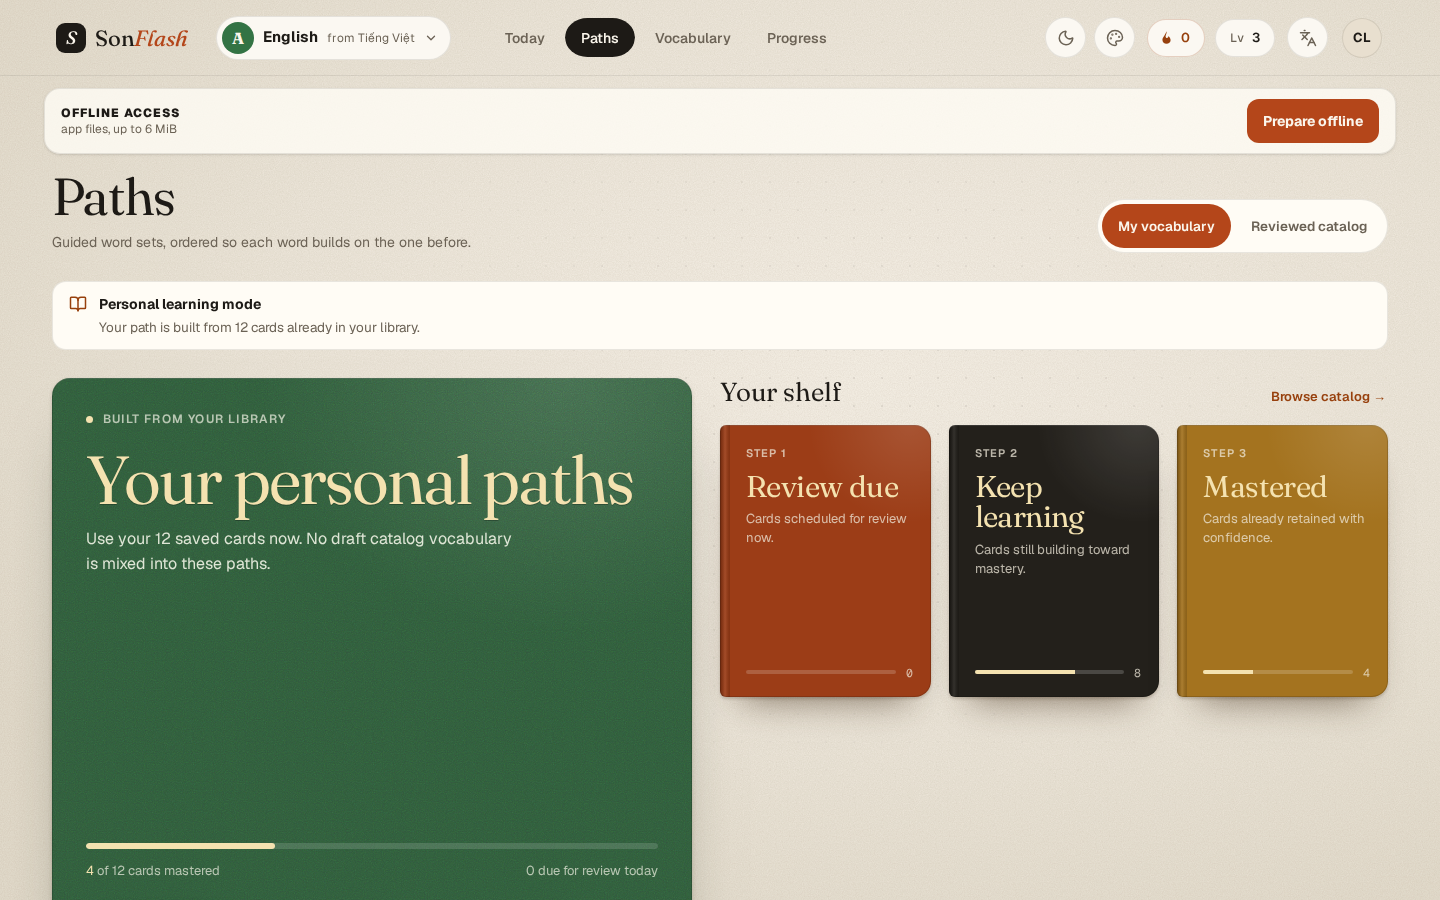 S SonFlash
A English from Tiếng Việt
Today
Paths
Vocabulary
Progress
0
Lv 3
CL
OFFLINE ACCESS
app files, up to 6 MiB
Prepare offline
Paths
Guided word sets, ordered so each word builds on the one before.
My vocabulary
Reviewed catalog
Personal learning mode
Your path is built from 12 cards already in your library.
BUILT FROM YOUR LIBRARY
Your personal paths
Use your 12 saved cards now. No draft catalog vocabulary
is mixed into these paths.
4 of 12 cards mastered
0 due for review today
Your shelf
Browse catalog →
STEP 1
Review due
Cards scheduled for review
now.
0
STEP 2
Keep
learning
Cards still building toward
mastery.
8
STEP 3
Mastered
Cards already retained with
confidence.
4